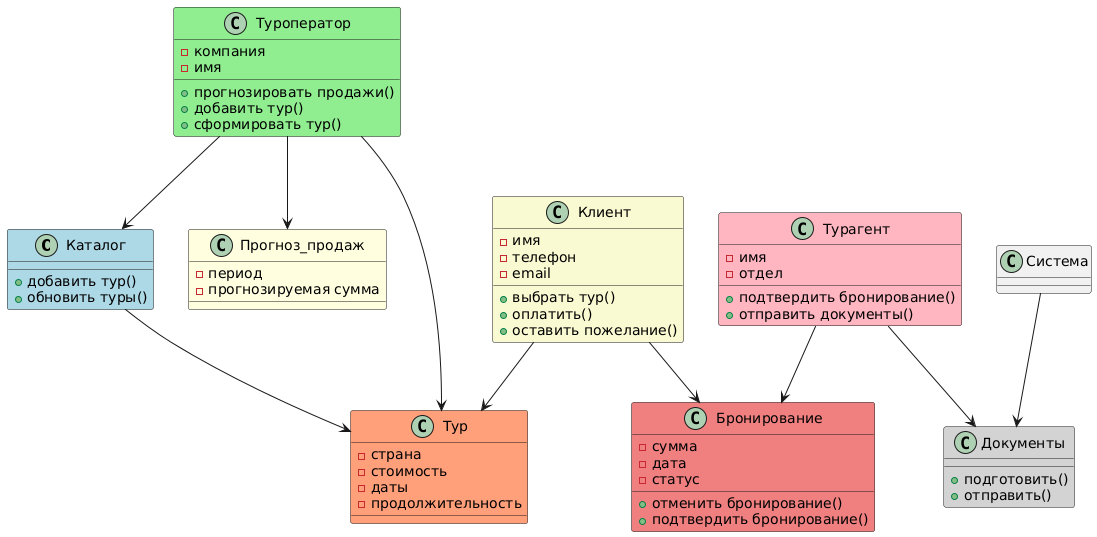 C Туроператор
компания
имя
прогнозировать продажи()
добавить тур()
сформировать тур()
C Каталог
добавить тур()
обновить туры()
C Прогноз_продаж
период
прогнозируемая сумма
C Клиент
имя
телефон
email
выбрать тур()
оплатить()
оставить пожелание()
C Турагент
имя
отдел
подтвердить бронирование()
отправить документы()
C Система
C Тур
страна
стоимость
даты
продолжительность
C Бронирование
сумма
дата
статус
отменить бронирование()
подтвердить бронирование()
C Документы
подготовить()
отправить()